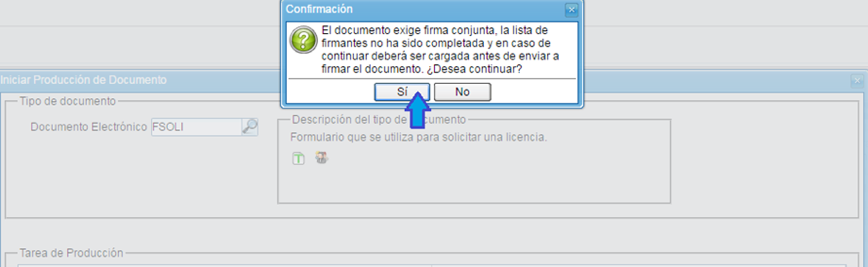 Confirmación
El documento exige firma conjunta, la lista de
firmantes no ha sido completada y en caso de
continuar deberá ser cargada antes de enviar a
firmar el documento. ¿Desea continuar?
Sí No
Iniciar Producción de Documento
Tipo de documento
Documento Electrónico FSOLI
Descripción del tipo de documento
Formulario que se utiliza para solicitar una licencia.
Tarea de Producción